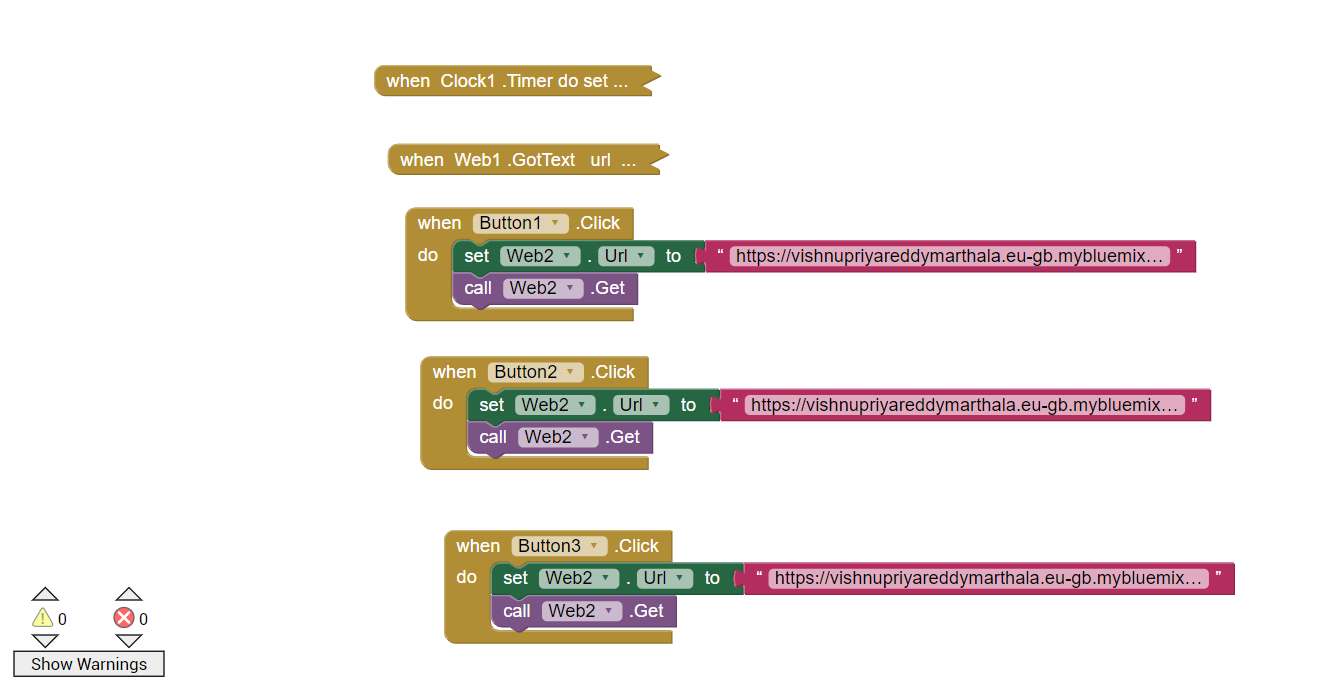 when Clock1 .Timer do set ...
when Web1 .GotText url ...
when Button1 .Click
do set Web2 . Url to “ https://vishnupriyareddymarthala.eu-gb.mybluemix... ”
call Web2 .Get
when Button2 .Click
do set Web2 . Url to “ https://vishnupriyareddymarthala.eu-gb.mybluemix... ”
call Web2 .Get
when Button3 .Click
do set Web2 . Url to “ https://vishnupriyareddymarthala.eu-gb.mybluemix... ”
call Web2 .Get
0 0
Show Warnings